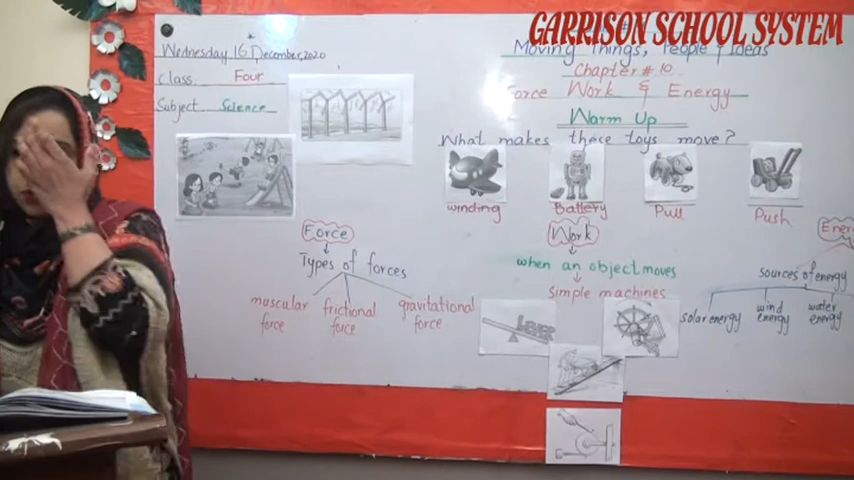 GARRISON SCHOOL SYSTEM
Wednesday 16 December, 2020
class. Four
Subject Science
Moving Things, People & Ideas
Chapter # 10
Force Work & Energy
Warm Up
What makes these toys move?
winding Battery Pull Push
Force
Types of forces
muscular force
frictional force
gravitational force
Work
when an object moves
simple machines
LEVER
sources of energy
solar energy
wind energy
water energy